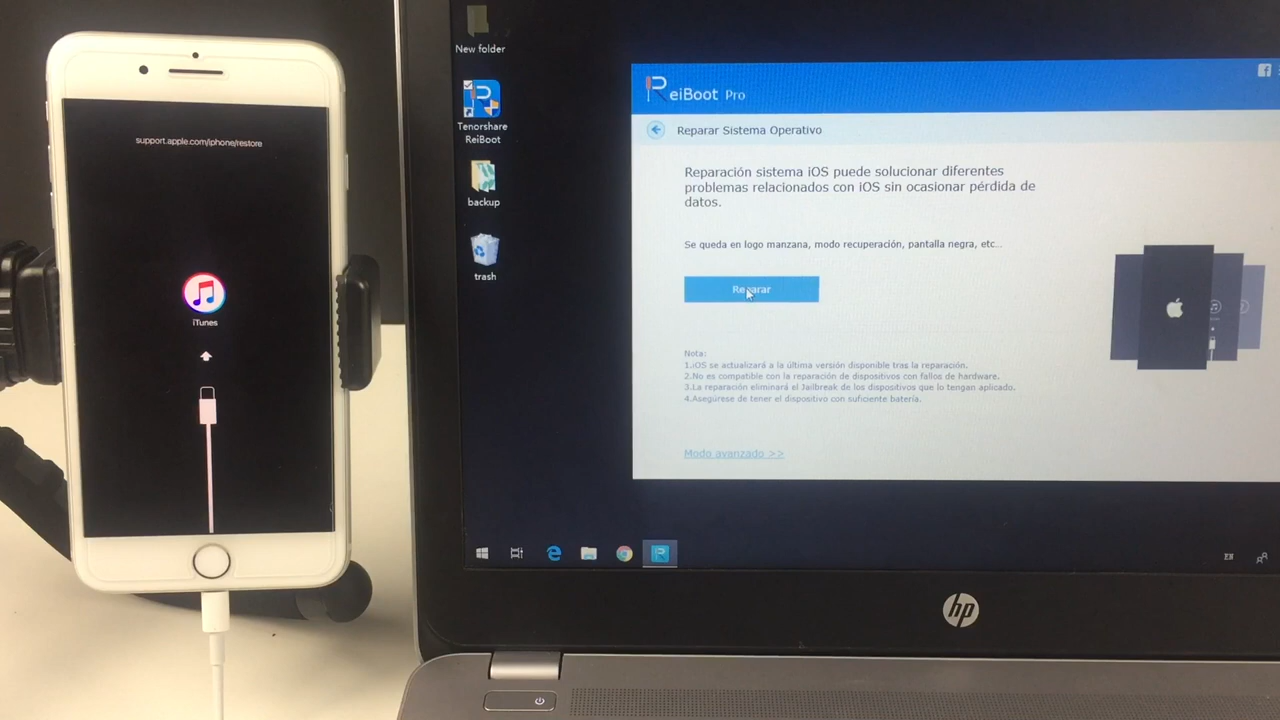 support.apple.com/iphone/restore
iTunes
New folder
Tenorshare
ReiBoot
backup
trash
ReiBoot Pro
Reparar Sistema Operativo
Reparación sistema iOS puede solucionar diferentes
problemas relacionados con iOS sin ocasionar pérdida de
datos.
Se queda en logo manzana, modo recuperación, pantalla negra, etc..
Reparar
Nota:
1.iOS se actualizará a la última versión disponible tras la reparación.
2.No es compatible con la reparación de dispositivos con fallos de hardware.
3.La reparación eliminará el Jailbreak de los dispositivos que lo tengan aplicado.
4.Asegúrese de tener el dispositivo con suficiente batería.
Modo avanzado >>
hp